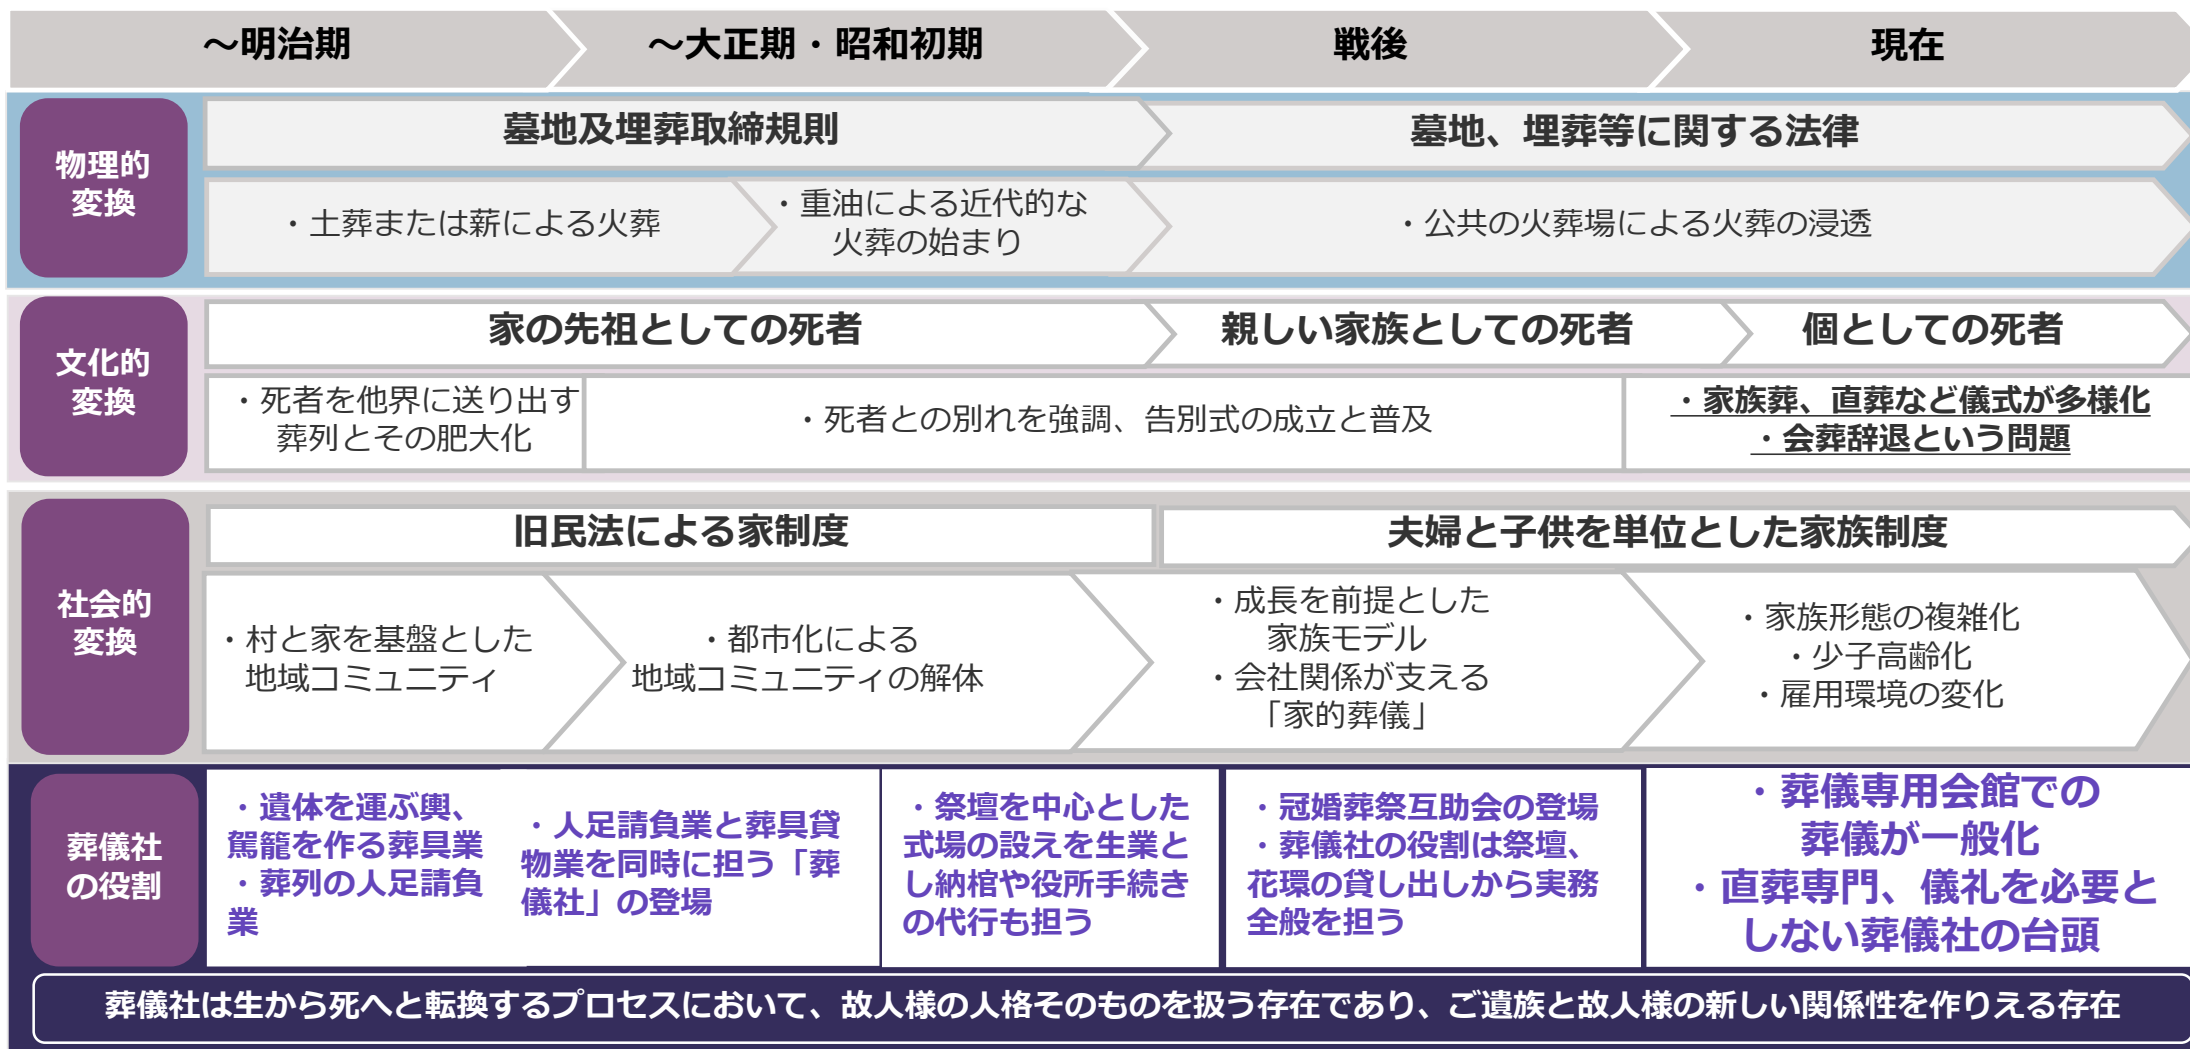 ～明治期
～大正期・昭和初期
戦後
現在
物理的
変換
墓地及埋葬取締規則
墓地、埋葬等に関する法律
・土葬または薪による火葬
・重油による近代的な
火葬の始まり
・公共の火葬場による火葬の浸透
文化的
変換
家の先祖としての死者
親しい家族としての死者
個としての死者
・死者を他界に送り出す
葬列とその肥大化
・死者との別れを強調、告別式の成立と普及
・家族葬、直葬など儀式が多様化
・会葬辞退という問題
社会的
変換
旧民法による家制度
夫婦と子供を単位とした家族制度
・村と家を基盤とした
地域コミュニティ
・都市化による
地域コミュニティの解体
・成長を前提とした
家族モデル
・会社関係が支える
「家的葬儀」
・家族形態の複雑化
・少子高齢化
・雇用環境の変化
葬儀社
の役割
・遺体を運ぶ輿、
駕籠を作る葬具業
・葬列の人足請負
業
・人足請負業と葬具貸
物業を同時に担う「葬
儀社」の登場
・祭壇を中心とした
式場の設えを生業と
し納棺や役所手続き
の代行も担う
・冠婚葬祭互助会の登場
・葬儀社の役割は祭壇、
花環の貸し出しから実務
全般を担う
・葬儀専用会館での
葬儀が一般化
・直葬専門、儀礼を必要と
しない葬儀社の台頭
葬儀社は生から死へと転換するプロセスにおいて、故人様の人格そのものを扱う存在であり、ご遺族と故人様の新しい関係性を作りえる存在